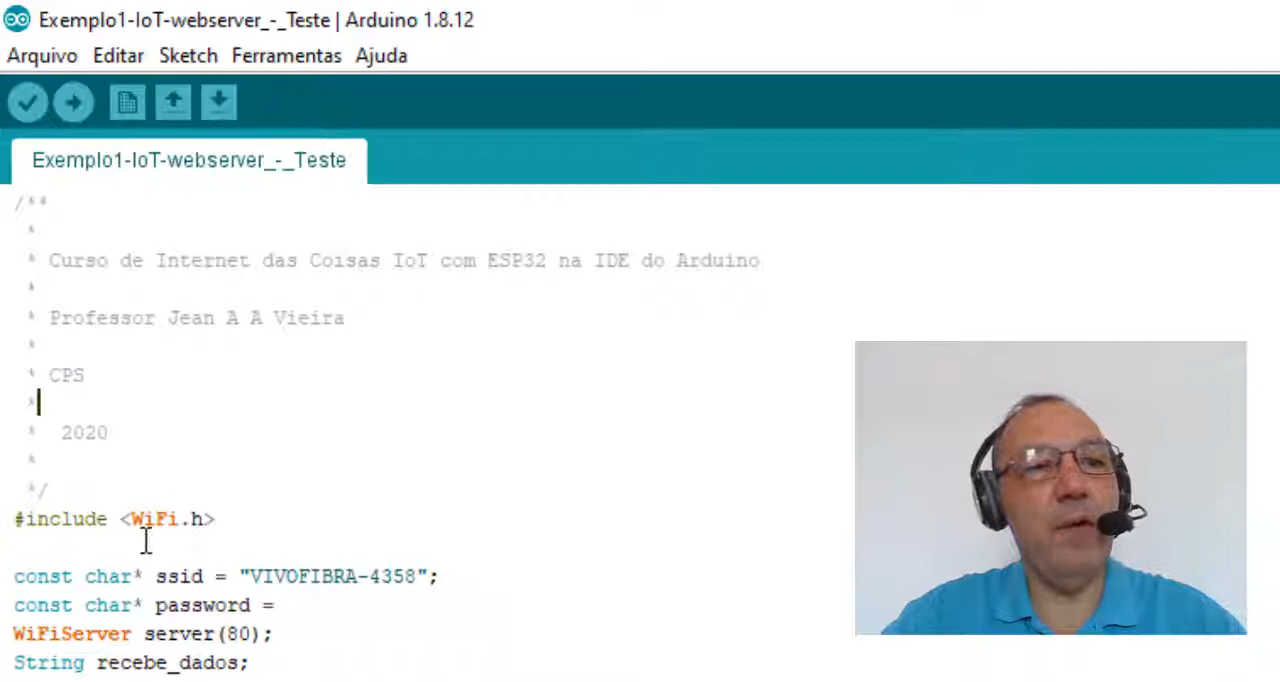 Exemplo1-IoT-webserver_-_Teste | Arduino 1.8.12
Arquivo Editar Sketch Ferramentas Ajuda
Exemplo1-IoT-webserver_-_Teste
/**
*
* Curso de Internet das Coisas IoT com ESP32 na IDE do Arduino
*
* Professor Jean A A Vieira
*
* CPS
*
* 2020
*
*/
#include <WiFi.h>
const char* ssid = "VIVOFIBRA-4358";
const char* password =
WiFiServer server(80);
String recebe_dados;